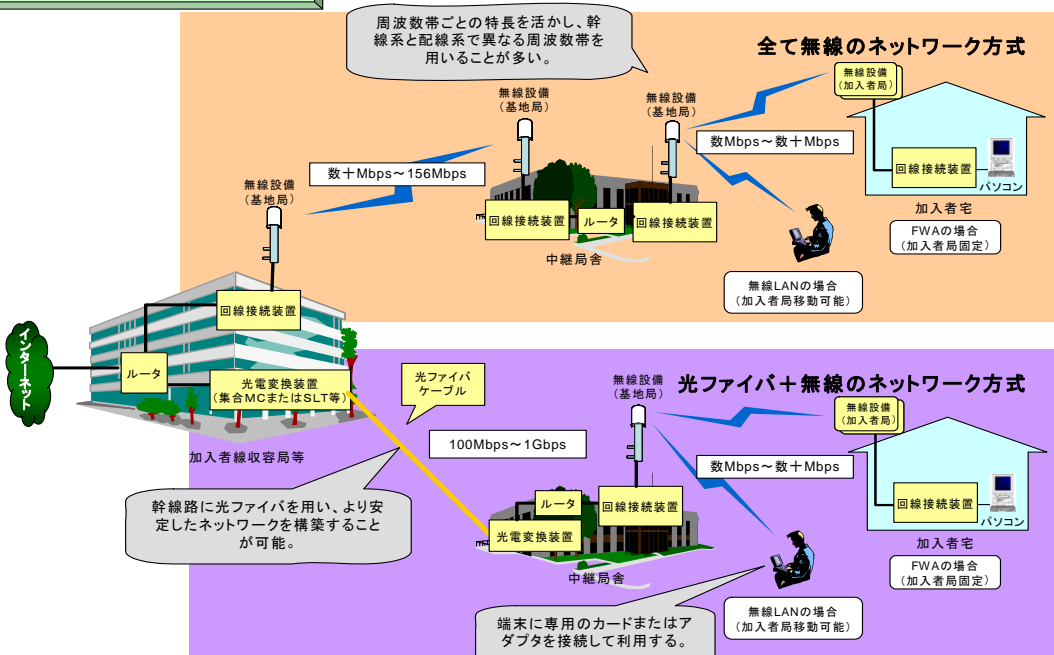 周波数帯ごとの特長を活かし、幹
線系と配線系で異なる周波数帯を
用いることが多い。
全て無線のネットワーク方式
無線設備
(加入者局)
無線設備
(基地局)
無線設備
(基地局)
数Mbps~数十Mbps
数十Mbps~156Mbps
回線接続装置
パソコン
無線設備
(基地局)
回線接続装置
ルータ
回線接続装置
加入者宅
中継局舎
FWAの場合
(加入者局固定)
無線LANの場合
(加入者局移動可能)
回線接続装置
インターネット
ルータ
光電変換装置
(集合MCまたはSLT等)
加入者線収容局等
光ファイバ
ケーブル
光ファイバ+無線のネットワーク方式
無線設備
(基地局)
無線設備
(加入者局)
100Mbps~1Gbps
数Mbps~数十Mbps
幹線路に光ファイバを用い、より安
定したネットワークを構築すること
が可能。
ルータ
回線接続装置
光電変換装置
回線接続装置
パソコン
中継局舎
加入者宅
FWAの場合
(加入者局固定)
無線LANの場合
(加入者局移動可能)
端末に専用のカードまたはア
ダプタを接続して利用する。